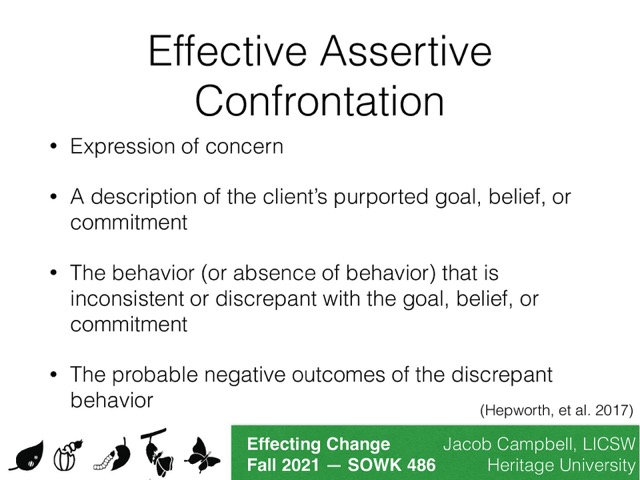 Effective Assertive
Confrontation
• Expression of concern
• A description of the client’s purported goal, belief, or
commitment
• The behavior (or absence of behavior) that is
inconsistent or discrepant with the goal, belief, or
commitment
• The probable negative outcomes of the discrepant
behavior
(Hepworth, et al. 2017)
Effecting Change Jacob Campbell, LICSW
Fall 2021 — SOWK 486 Heritage University